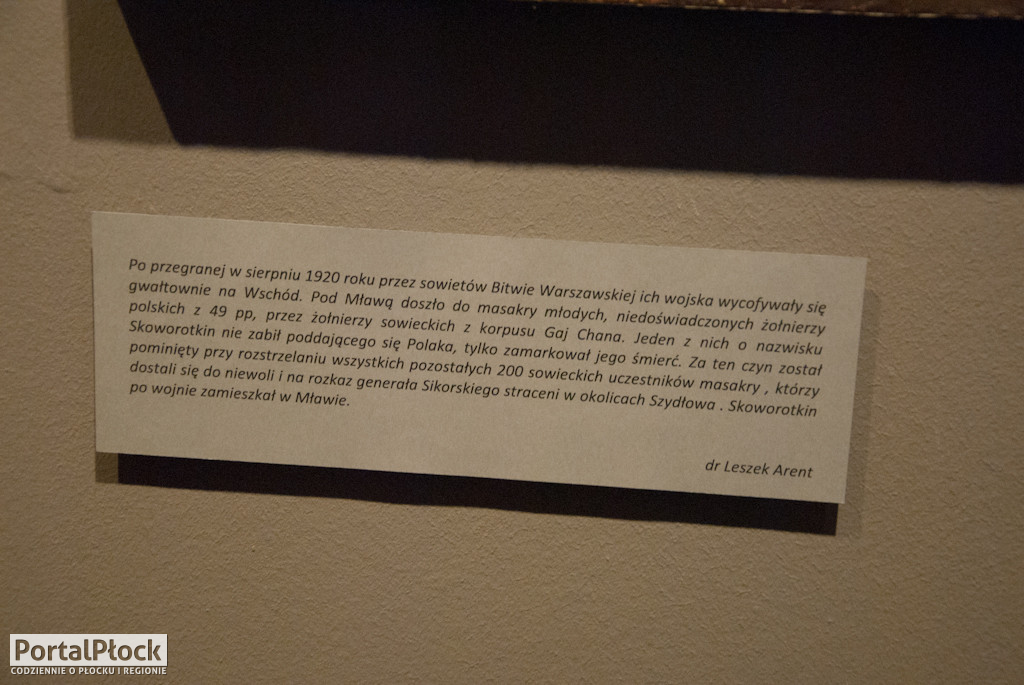 Po przegranej w sierpniu 1920 roku przez sowietów Bitwie Warszawskiej ich wojska wycofywały się
gwałtownie na Wschód. Pod Mławą doszło do masakry młodych, niedoświadczonych żołnierzy
polskich z 49 pp, przez żołnierzy sowieckich z korpusu Gaj Chana. Jeden z nich o nazwisku
Skoworotkin nie zabił poddającego się Polaka, tylko zamarkował jego śmierć. Za ten czyn został
pominięty przy rozstrzelaniu wszystkich pozostałych 200 sowieckich uczestników masakry , którzy
dostali się do niewoli i na rozkaz generała Sikorskiego straceni w okolicach Szydłowa . Skoworotkin
po wojnie zamieszkał w Mławie.
dr Leszek Arent
PortalPłock
CODZIENNIE O PŁOCKU I REGIONIE